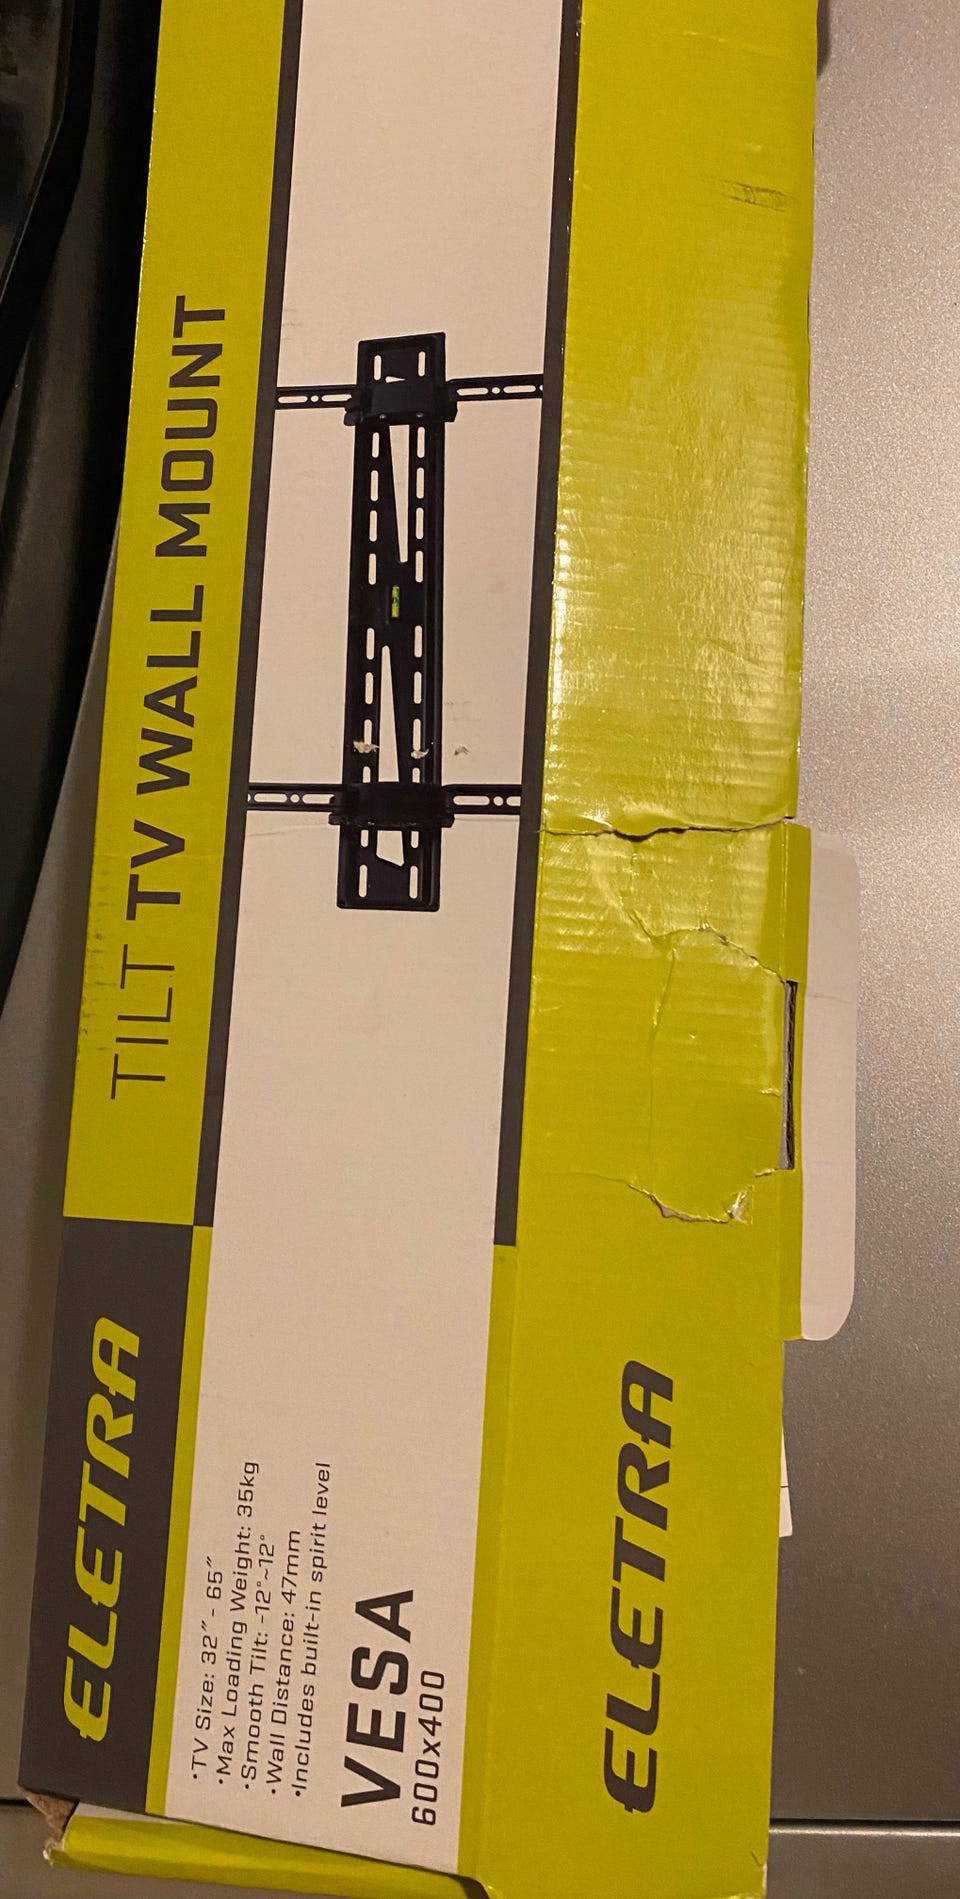 ELETRA
TILT TV WALL MOUNT
•TV Size: 32” - 65”
•Max Loading Weight: 35kg
•Smooth Tilt: -12°~12°
•Wall Distance: 47mm
•Includes built-in spirit level
VESA
600x400
ELETRA